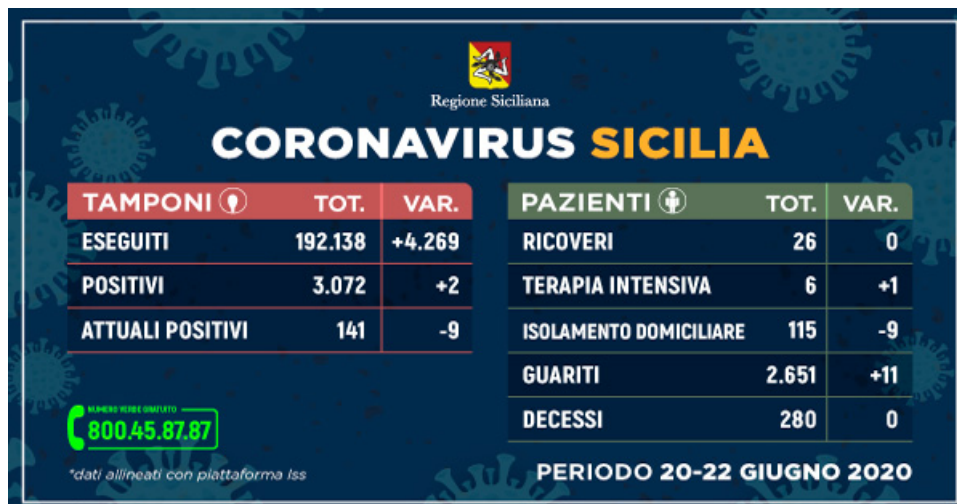 Regione Siciliana
CORONAVIRUS SICILIA
TAMPONI TOT. VAR.
ESEGUITI 192.138 +4.269
POSITIVI 3.072 +2
ATTUALI POSITIVI 141 -9
PAZIENTI TOT. VAR.
RICOVERI 26 0
TERAPIA INTENSIVA 6 +1
ISOLAMENTO DOMICILIARE 115 -9
GUARITI 2.651 +11
DECESSI 280 0
NUMERO VERDE GRATUITO
800.45.87.87
*dati allineati con piattaforma Iss
PERIODO 20-22 GIUGNO 2020